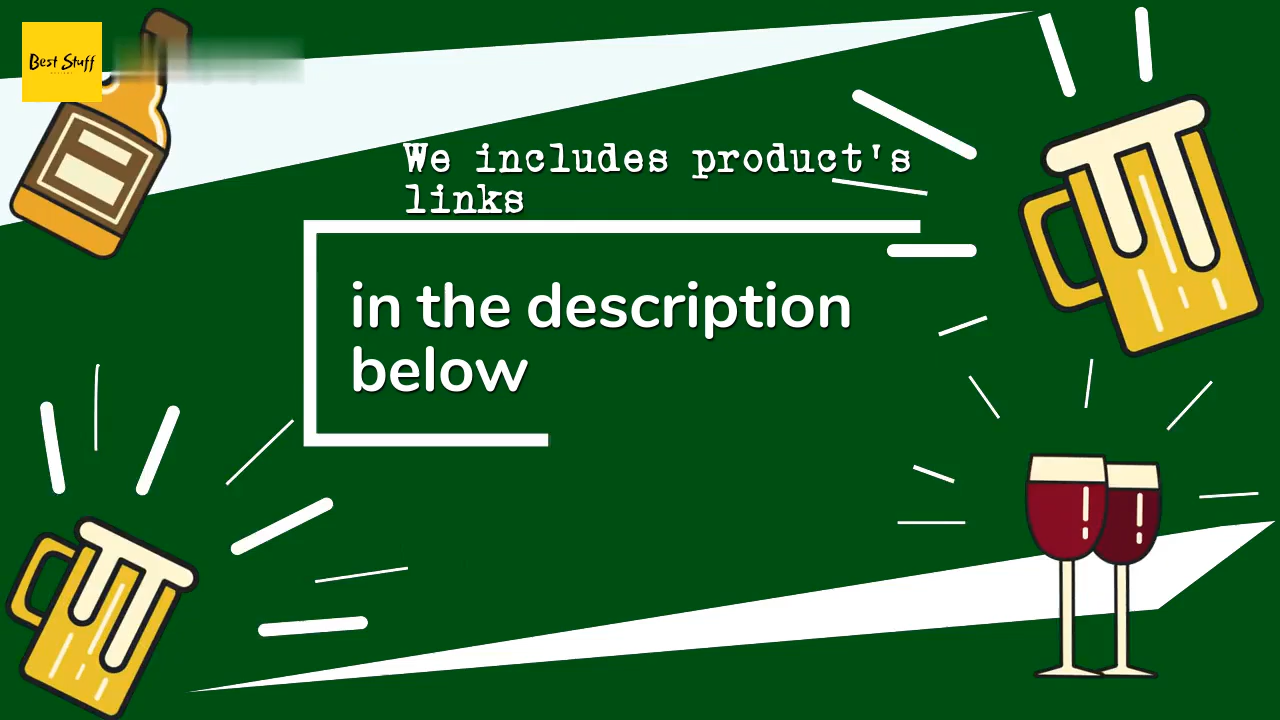 Best Stuff
We includes product's
links
in the description
below